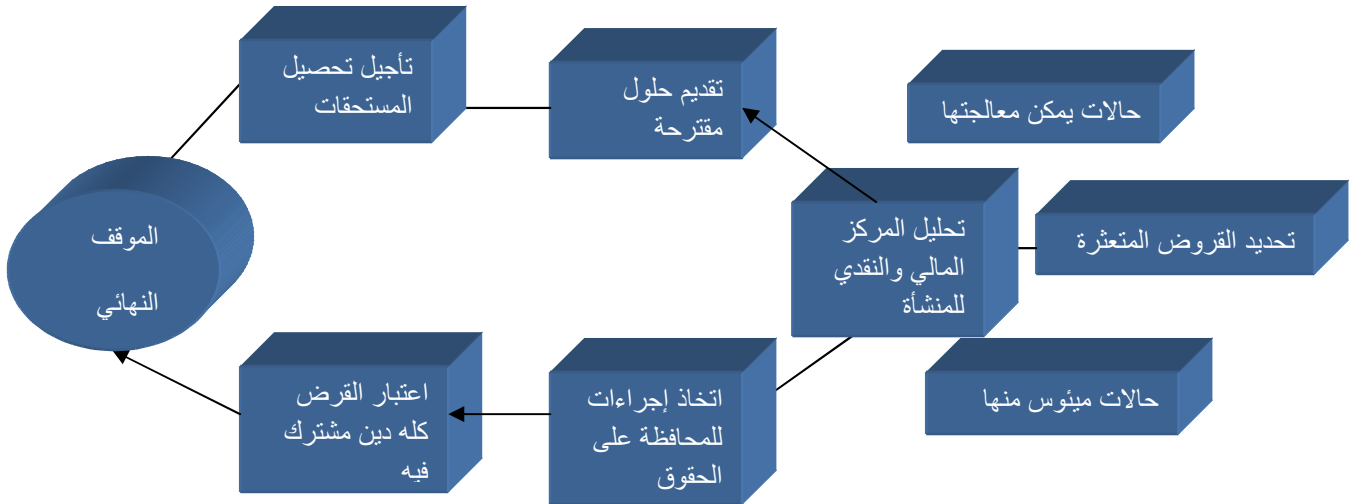 حالات يمكن معالجتها
تحديد القروض المتعثرة
حالات ميئوس منها
تحليل المركز
المالي والنقدي
للمنشأة
تقديم حلول
مقترحة
تأجيل تحصيل
المستحقات
اتخاذ إجراءات
للمحافظة على
الحقوق
اعتبار القرض
كله دين مشترك
فيه
الموقف
النهائي